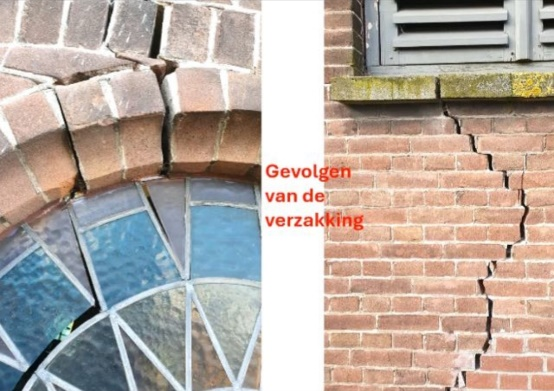 Gevolgen
van de
verzakking